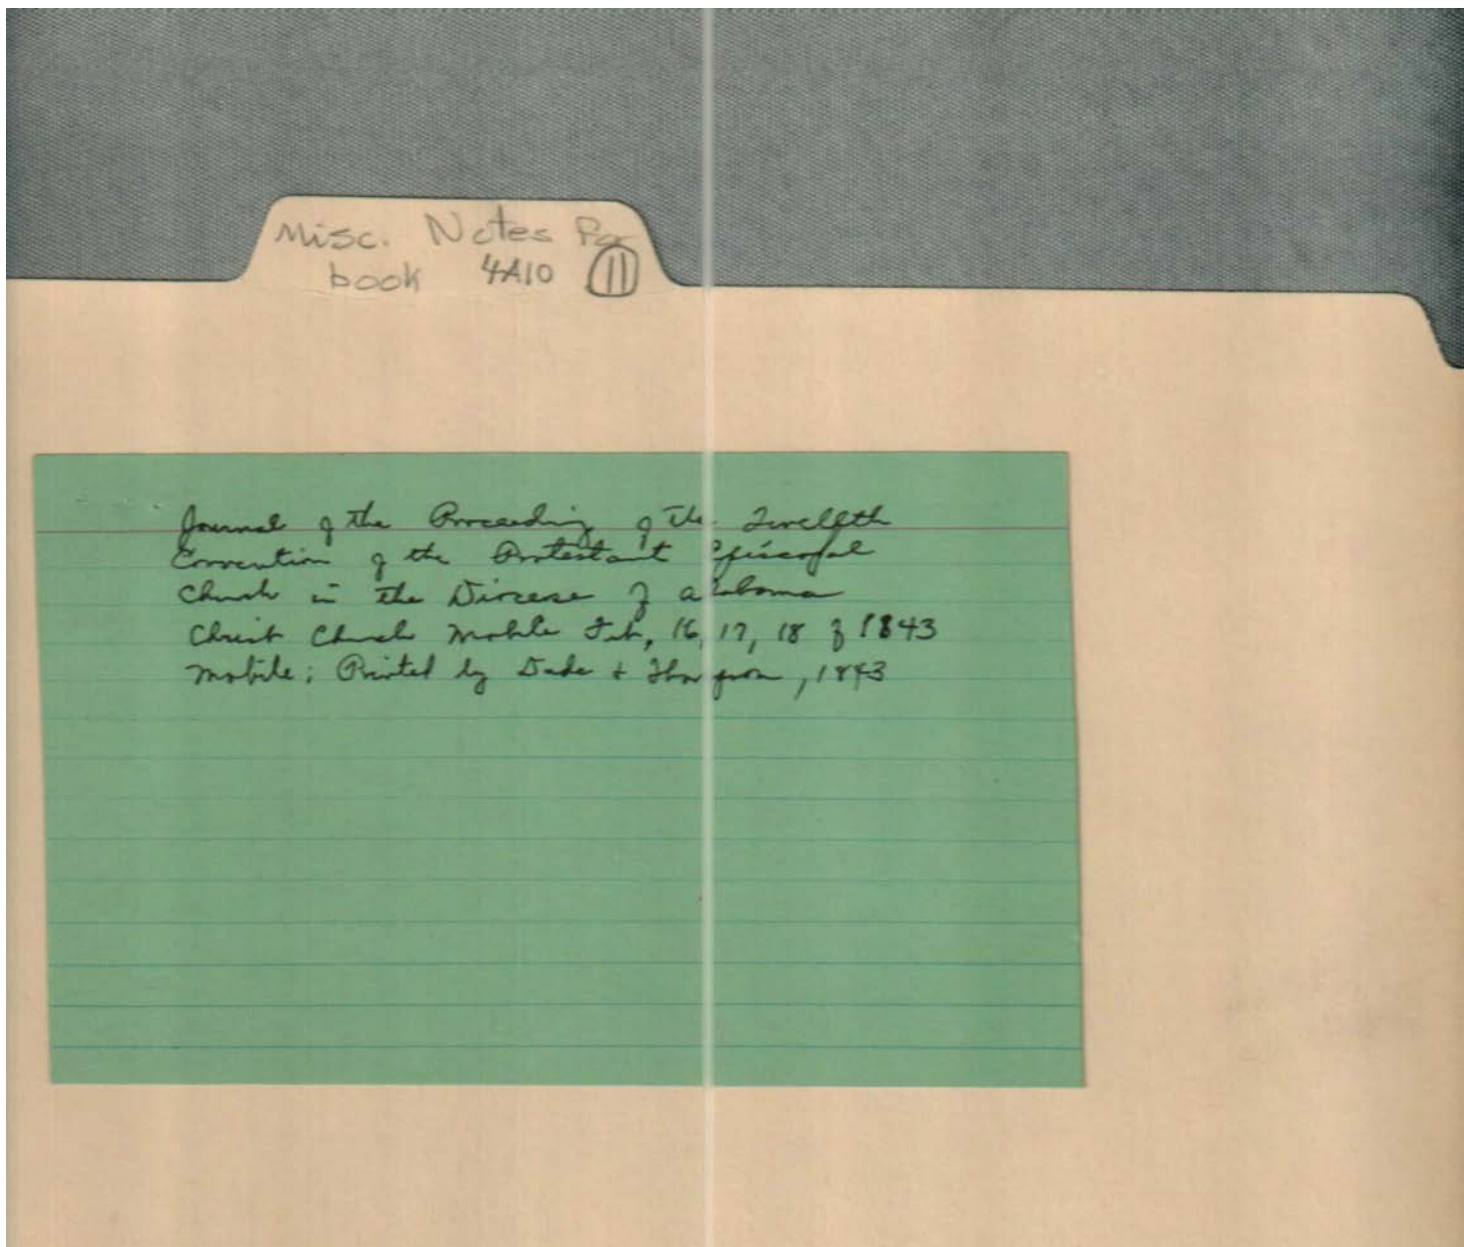 Misc. Notes for
book 4A10 11
Journal of the Proceeding of the Twelfth
Convention of the Protestant Episcopal
Church in the Diocese of Alabama
Christ Church Mobile Feb, 16, 17, 18 of 1843
Mobile; Printed by Dade & Thompson, 1843